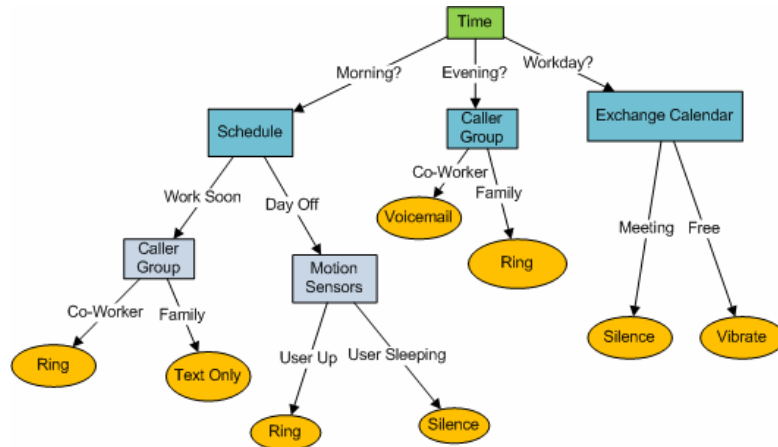 Time
Morning?
Evening?
Workday?
Schedule
Caller
Group
Exchange Calendar
Co-Worker
Family
Work Soon
Day Off
Voicemail
Meeting
Free
Caller
Group
Motion
Sensors
Ring
Co-Worker
Family
Silence
Vibrate
Ring
Text Only
User Up
User Sleeping
Ring
Silence